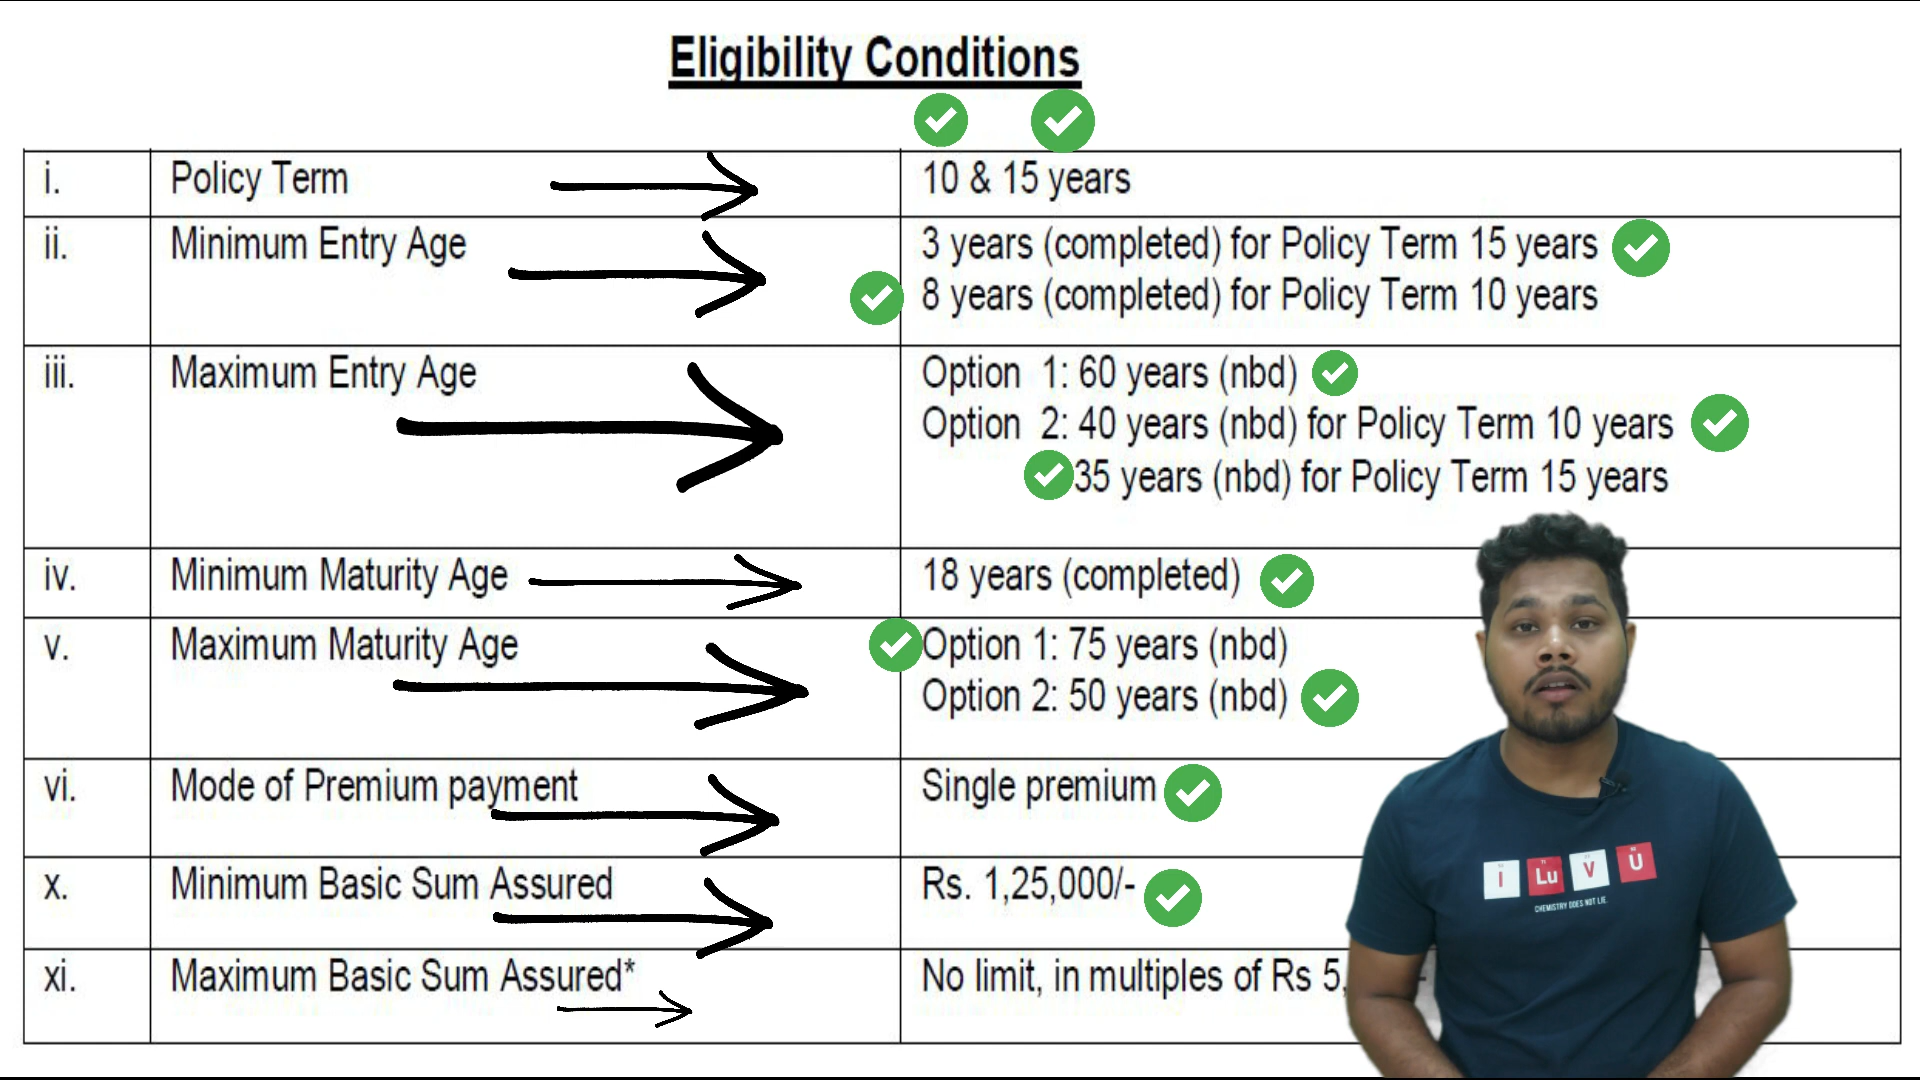 Eligibility Conditions
i. Policy Term 10 & 15 years
ii. Minimum Entry Age 3 years (completed) for Policy Term 15 years
8 years (completed) for Policy Term 10 years
iii. Maximum Entry Age Option 1: 60 years (nbd)
Option 2: 40 years (nbd) for Policy Term 10 years
35 years (nbd) for Policy Term 15 years
iv. Minimum Maturity Age 18 years (completed)
v. Maximum Maturity Age Option 1: 75 years (nbd)
Option 2: 50 years (nbd)
vi. Mode of Premium payment Single premium
x. Minimum Basic Sum Assured Rs. 1,25,000/-
xi. Maximum Basic Sum Assured* No limit, in multiples of Rs 5,
I Lu V U
CHEMISTRY DOES NOT LIE.